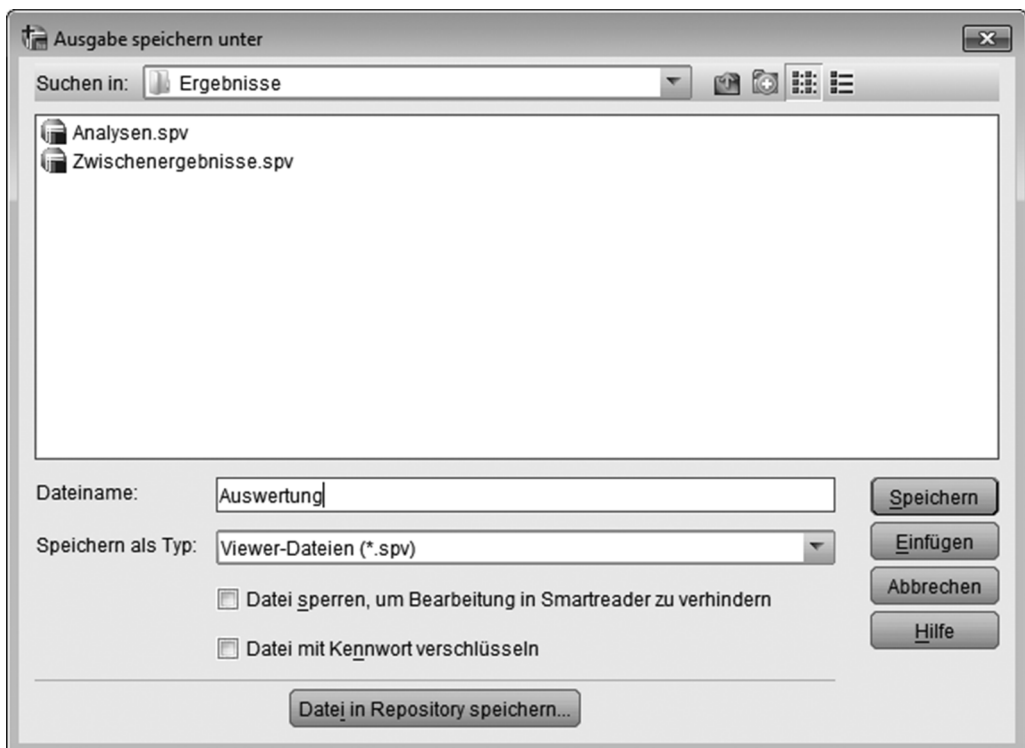 Ausgabe speichern unter
Suchen in: Ergebnisse
Analysen.spv
Zwischenergebnisse.spv
Dateiname: Auswertung
Speichern
Speichern als Typ: Viewer-Dateien (*.spv)
Einfügen
Datei sperren, um Bearbeitung in Smartreader zu verhindern
Abbrechen
Datei mit Kennwort verschlüsseln
Hilfe
Datei in Repository speichern...